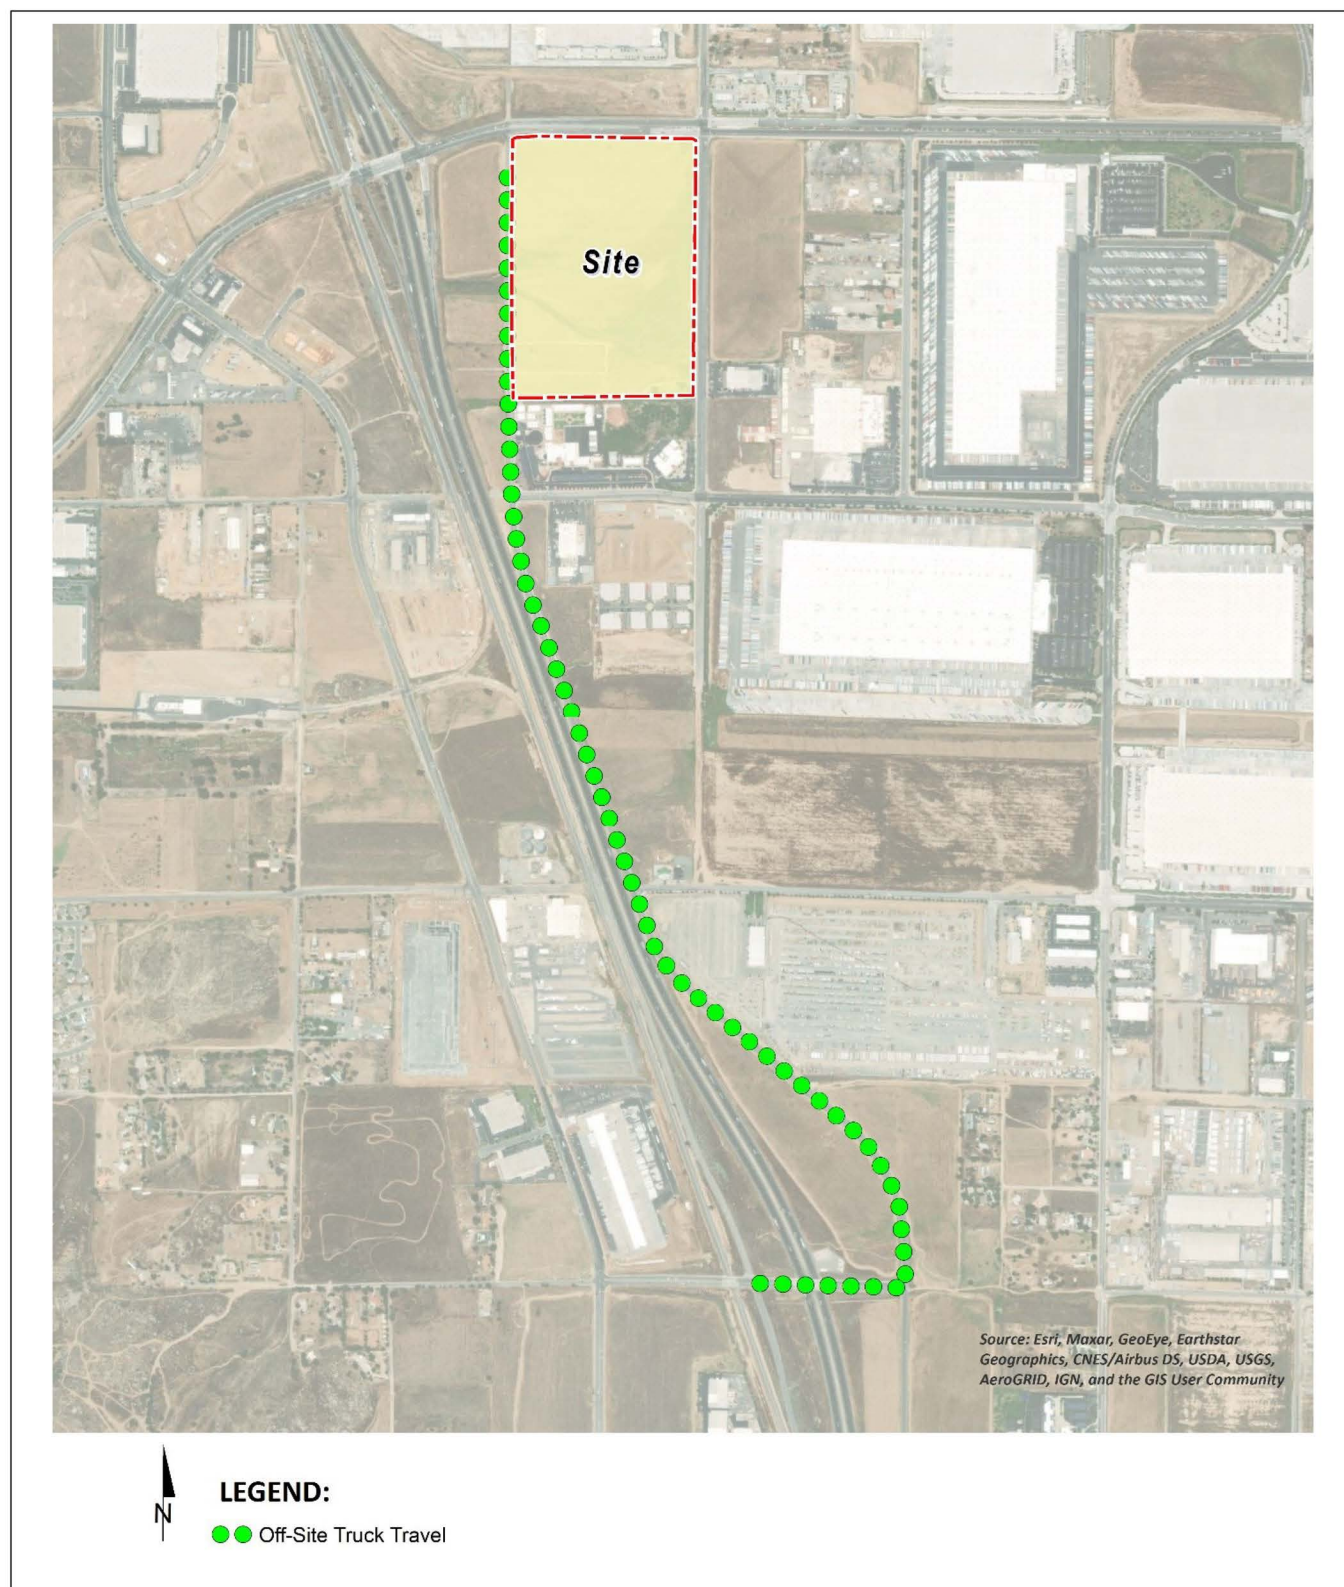 Site
Source: Esri, Maxar, GeoEye, Earthstar
Geographics, CNES/Airbus DS, USDA, USGS,
AeroGRID, IGN, and the GIS User Community
N
LEGEND:
Off-Site Truck Travel